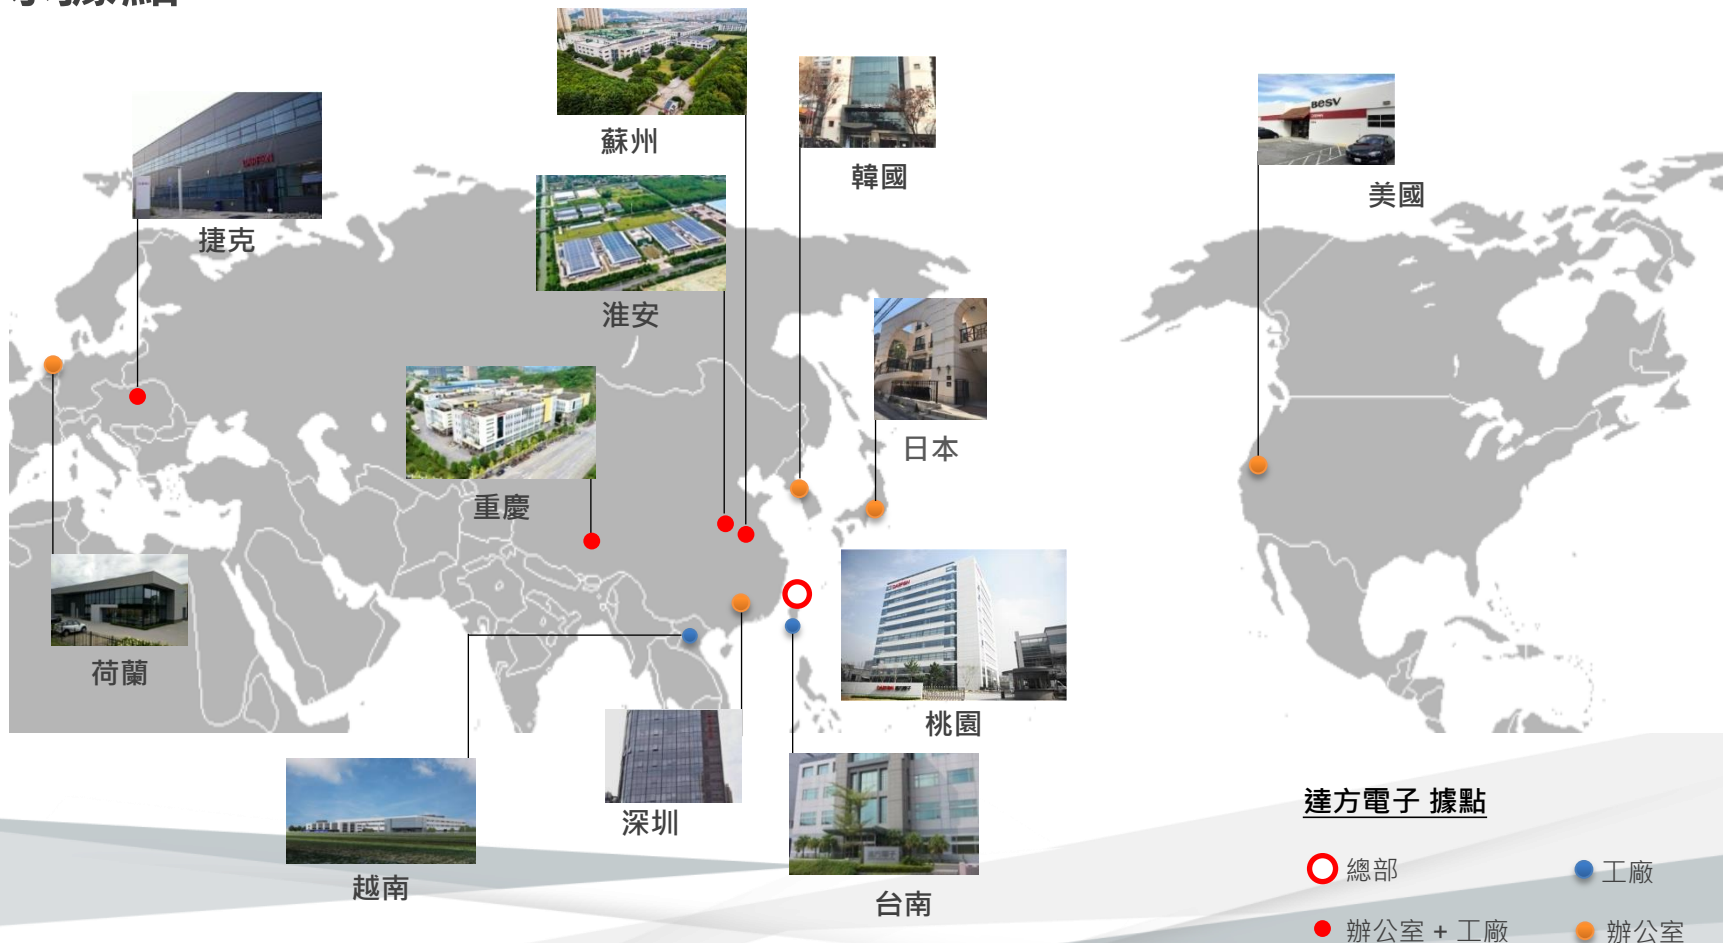 蘇州
韓國
美國
捷克
淮安
日本
重慶
荷蘭
桃園
深圳
越南
台南
BESV
達方電子 據點
總部
工廠
辦公室 + 工廠
辦公室